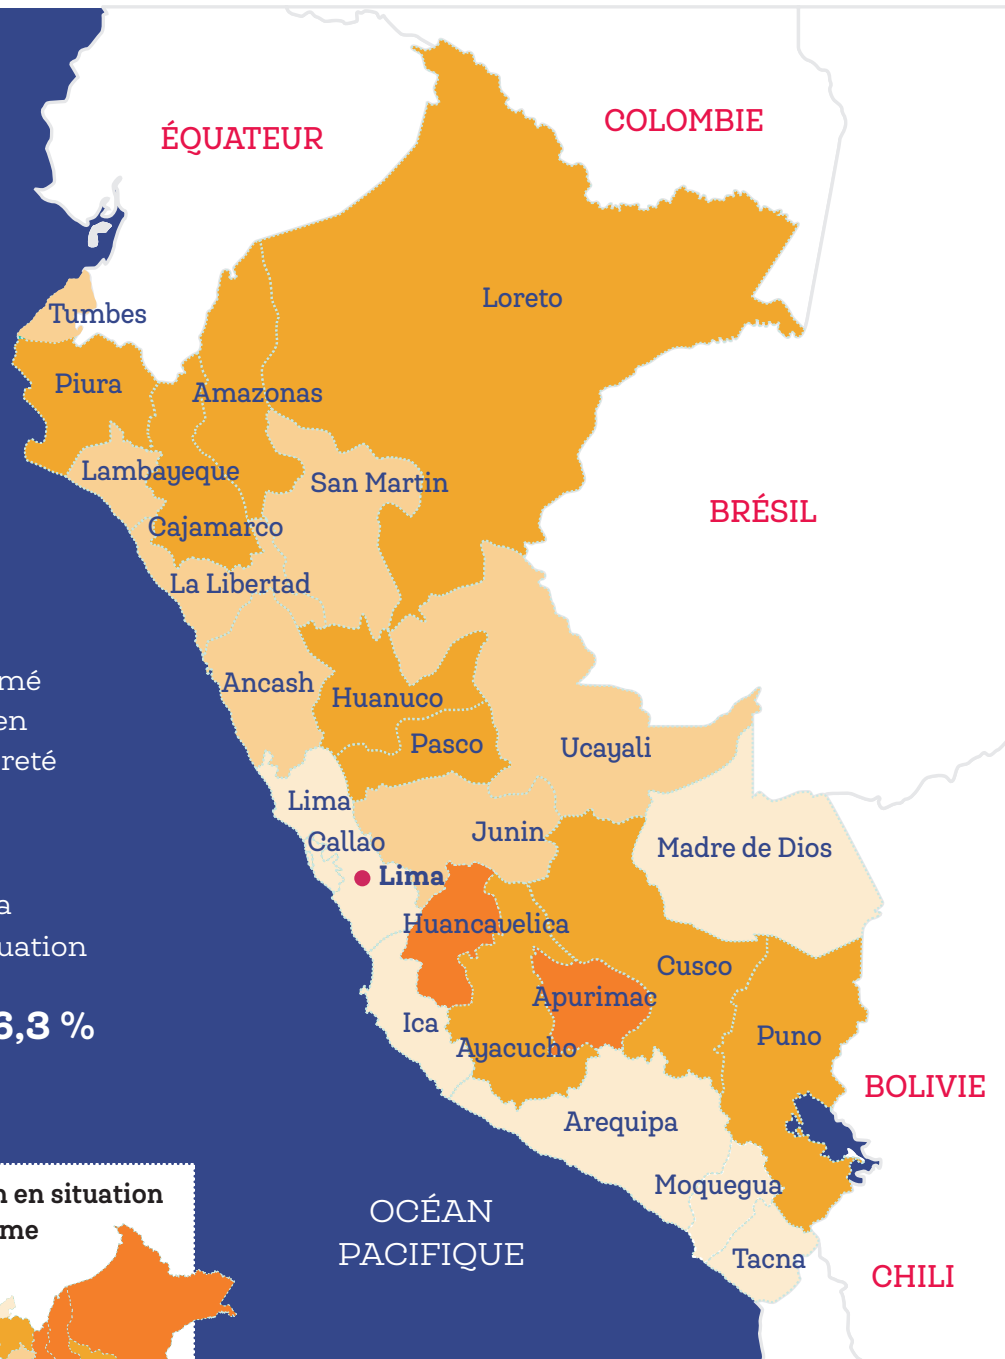 COLOMBIE
ÉQUATEUR
Loreto
Tumbes
Piura
Amazonas
Lambayeque
San Martin
BRÉSIL
Cajamarco
La Libertad
mé
en
reté
Ancash
Huanuco
Pasco
Ucayali
Lima
Junin
Callao
Madre de Dios
Lima
a
uation
6,3 %
Huancavelica
Cusco
Apurimac
Ica
Puno
Ayacucho
BOLIVIE
Arequipa
Moquegua
n en situation
me
OCÉAN
PACIFIQUE
Tacna
CHILI